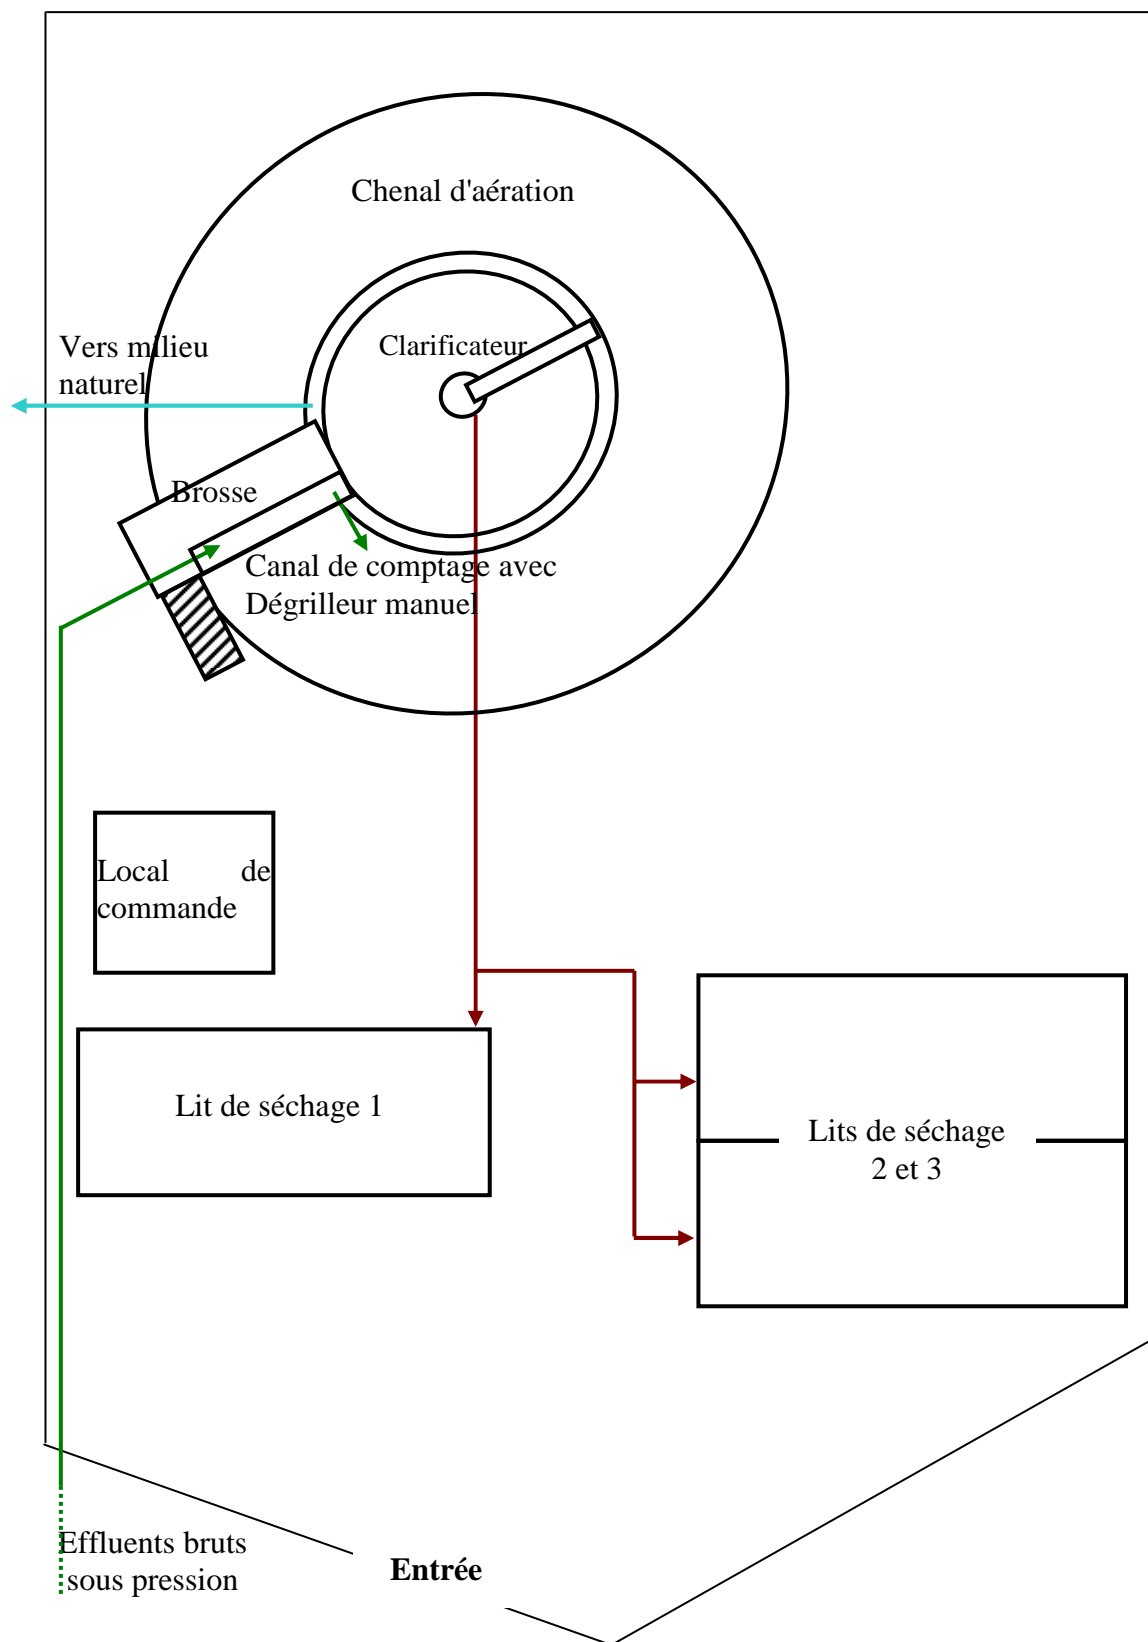 Chenal d'aération
Vers milieu
naturel
Clarificateur
Brosse
Canal de comptage avec
Dégrilleur manuel
Local de
commande
Lit de séchage 1
Lits de séchage
2 et 3
Effluents bruts
sous pression
Entrée